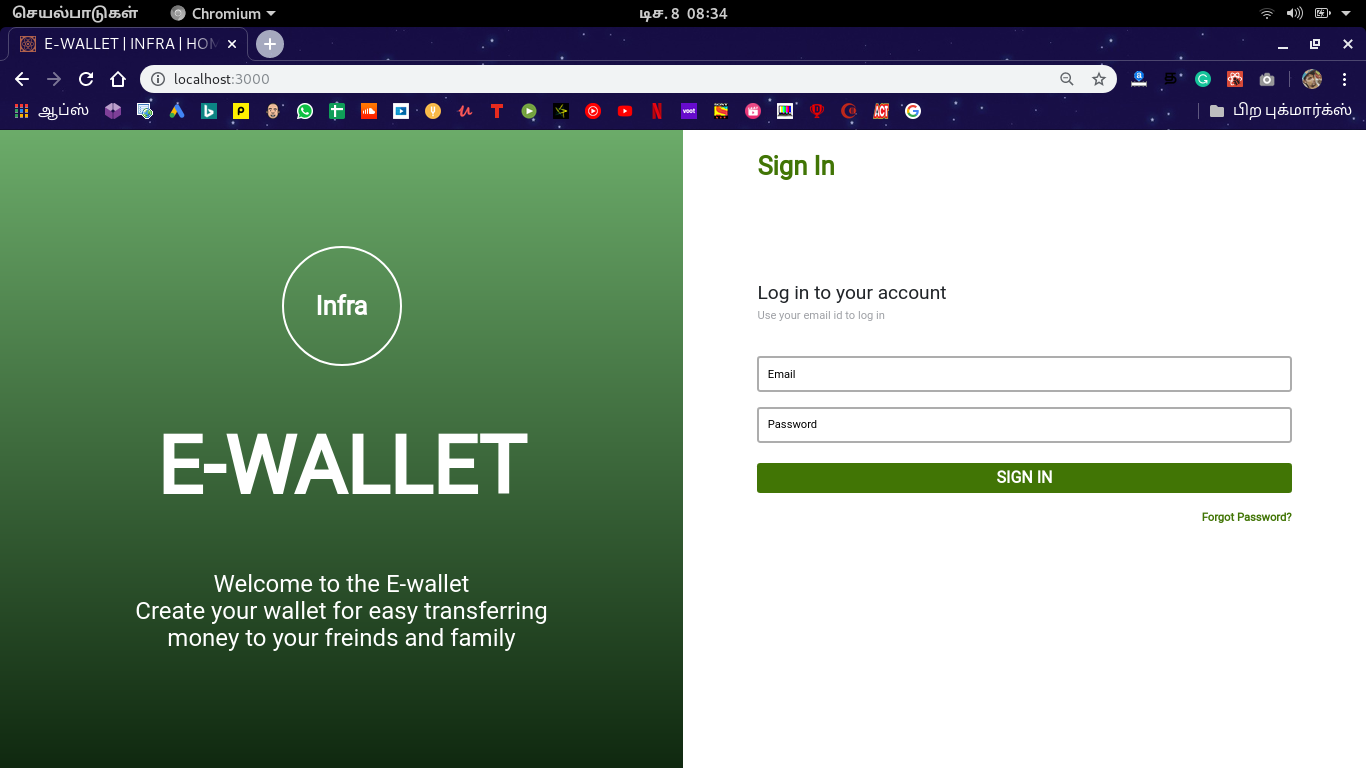 செயல்பாடுகள்
Chromium
டிச. 8 08:34
E-WALLET | INFRA | HOM
localhost:3000
ஆப்ஸ்
பிற புக்மார்க்ஸ்
Infra
E-WALLET
Welcome to the E-wallet
Create your wallet for easy transferring
money to your freinds and family
Sign In
Log in to your account
Use your email id to log in
Email
Password
SIGN IN
Forgot Password?